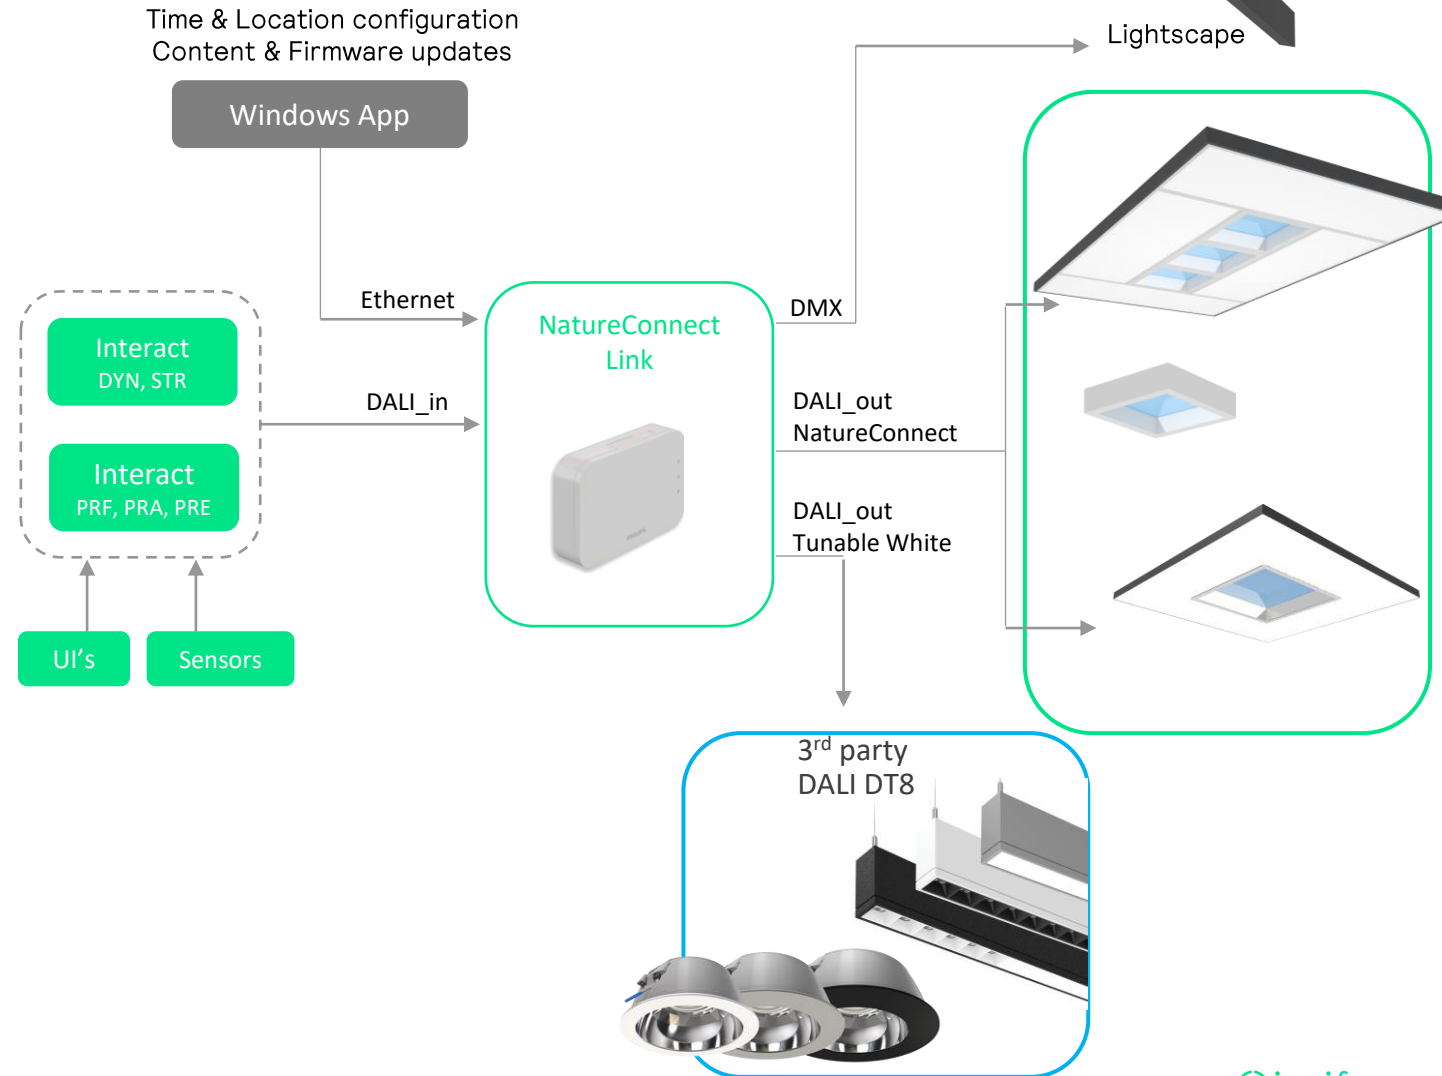 Time & Location configuration
Content & Firmware updates
Windows App
Lightscape
Ethernet
DALI_in
Interact
DYN, STR
Interact
PRF, PRA, PRE
UI's
Sensors
NatureConnect
Link
DMX
DALI_out
NatureConnect
DALI_out
Tunable White
3rd party
DALI DT8